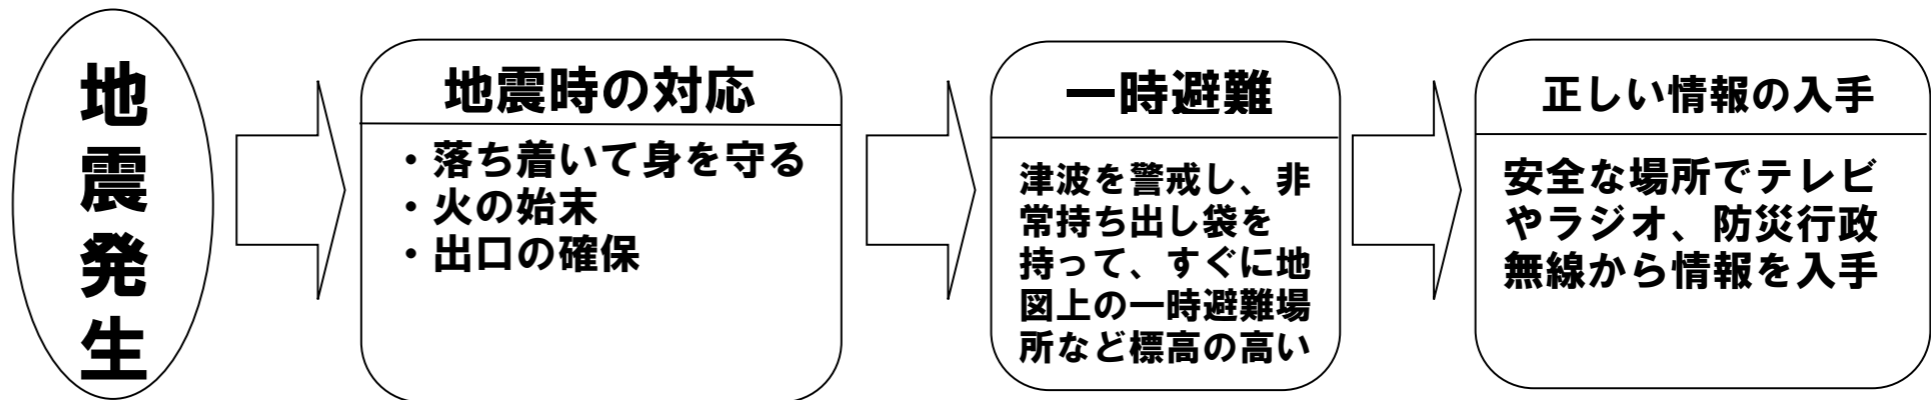 地震発生
地震時の対応
・落ち着いて身を守る
・火の始末
・出口の確保
一時避難
津波を警戒し、非
常持ち出し袋を
持って、すぐに地
図上の一時避難場
所など標高の高い
正しい情報の入手
安全な場所でテレビ
やラジオ、防災行政
無線から情報を入手